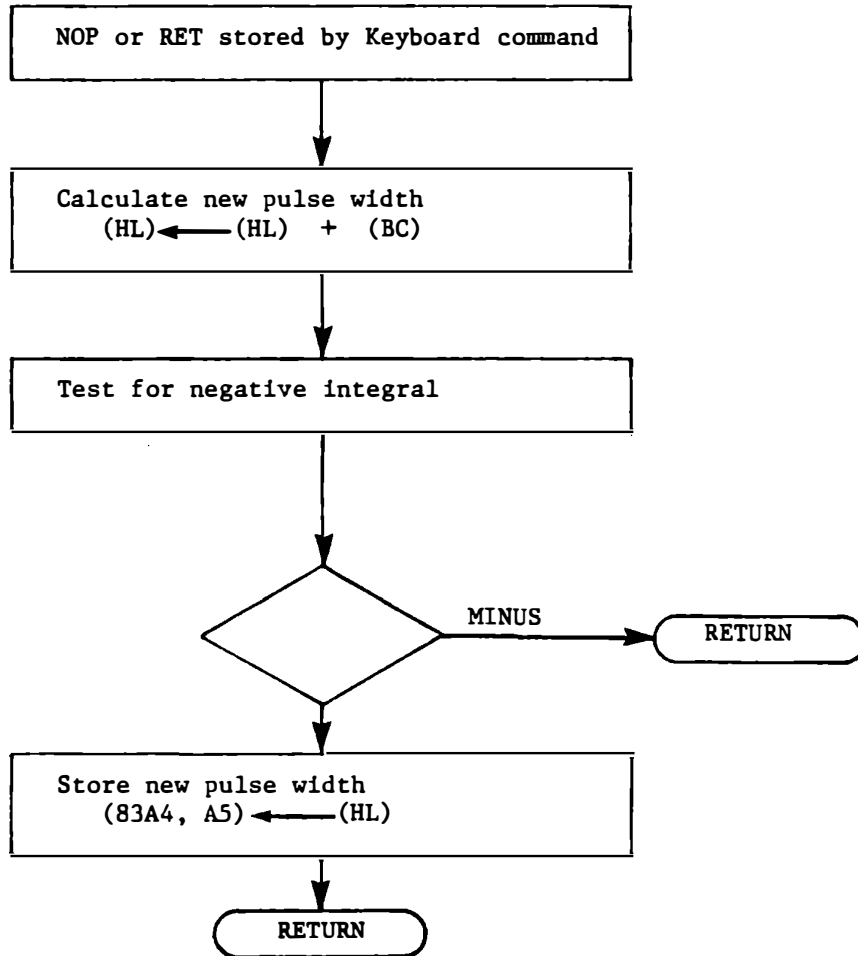 NOP or RET stored by Keyboard command
Calculate new pulse width
(HL) ← (HL) + (BC)
Test for negative integral
MINUS
RETURN
Store new pulse width
(83A4, A5) ← (HL)
RETURN